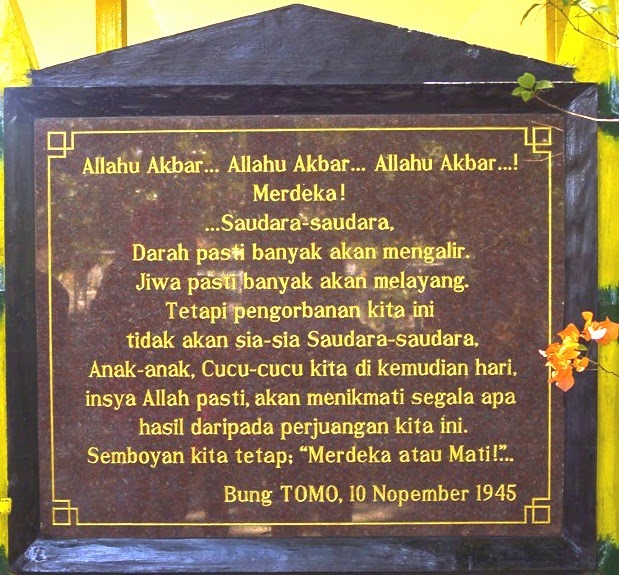 Allahu Akbar... Allahu Akbar... Allahu Akbar...!
Merdeka!
...Saudara-saudara,
Darah pasti banyak akan mengalir.
Jiwa pasti banyak akan melayang.
Tetapi pengorbanan kita ini
tidak akan sia-sia Saudara-saudara,
Anak-anak, Cucu-cucu kita di kemudian hari,
insya Allah pasti, akan menikmati segala apa
hasil daripada perjuangan kita ini.
Semboyan kita tetap; “Merdeka atau Mati!”...
Bung TOMO, 10 Nopember 1945